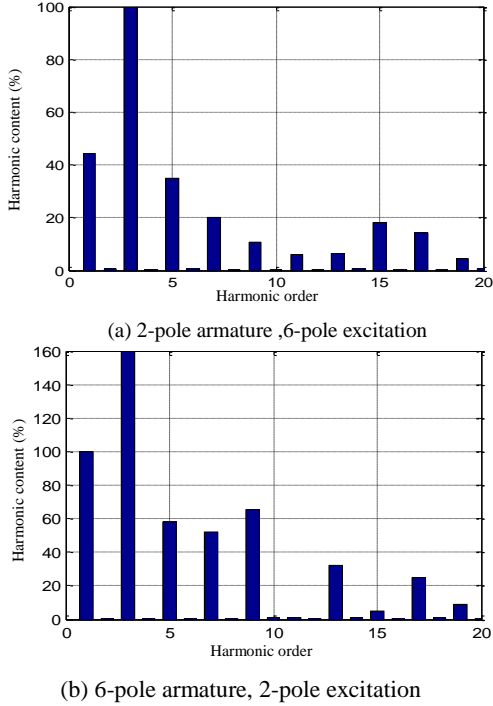 100
80
60
40
20
0
Harmonic content (%)
0 5 10 15 20
Harmonic order
(a) 2-pole armature ,6-pole excitation
160
140
120
100
80
60
40
20
0
Harmonic content (%)
0 5 10 15 20
Harmonic order
(b) 6-pole armature, 2-pole excitation